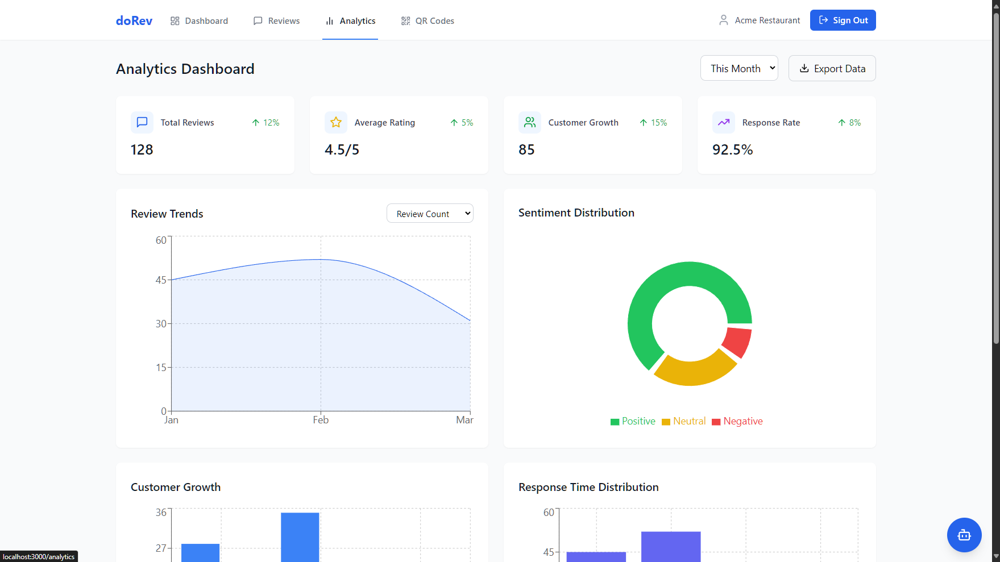 doRev
Dashboard
Reviews
Analytics
QR Codes
Acme Restaurant
Sign Out
Analytics Dashboard
This Month
Export Data
Total Reviews
12%
128
Average Rating
5%
4.5/5
Customer Growth
15%
85
Response Rate
8%
92.5%
Review Trends
Review Count
60
45
30
15
0
Jan
Feb
Mar
Sentiment Distribution
Positive
Neutral
Negative
Customer Growth
36
27
Response Time Distribution
60
45
localhost:3000/analytics